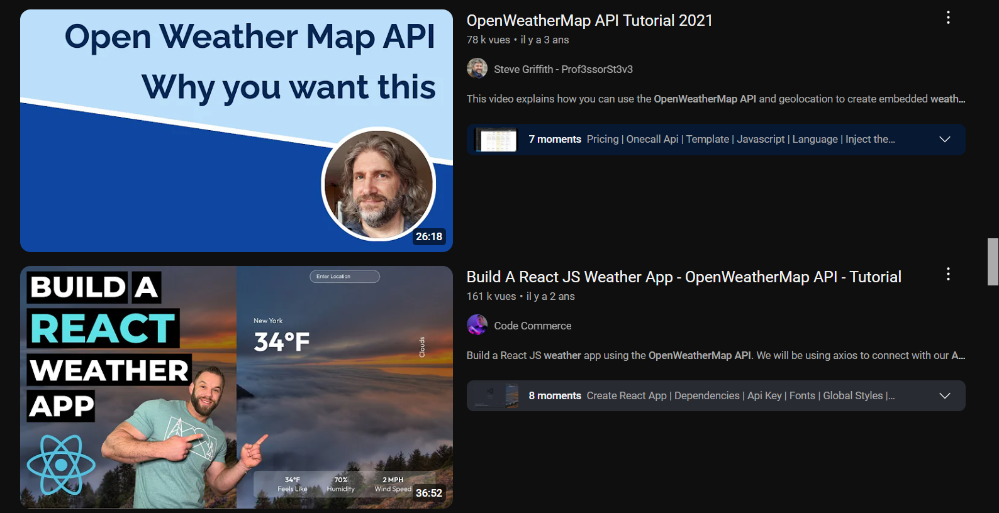 Open Weather Map API
Why you want this
26:18
OpenWeatherMap API Tutorial 2021
78 k vues • il y a 3 ans
Steve Griffith - Prof3ssorSt3v3
This video explains how you can use the OpenWeatherMap API and geolocation to create embedded weath...
7 moments Pricing | Onecall Api | Template | Javascript | Language | Inject the...
BUILD A
REACT
WEATHER
APP
Enter Location
New York
34°F
Clouds
34°F 70% 2 MPH
Feels Like Humidity Wind Speed
36:52
Build A React JS Weather App - OpenWeatherMap API - Tutorial
161 k vues • il y a 2 ans
Code Commerce
Build a React JS weather app using the OpenWeatherMap API. We will be using axios to connect with our A...
8 moments Create React App | Dependencies | Api Key | Fonts | Global Styles |...